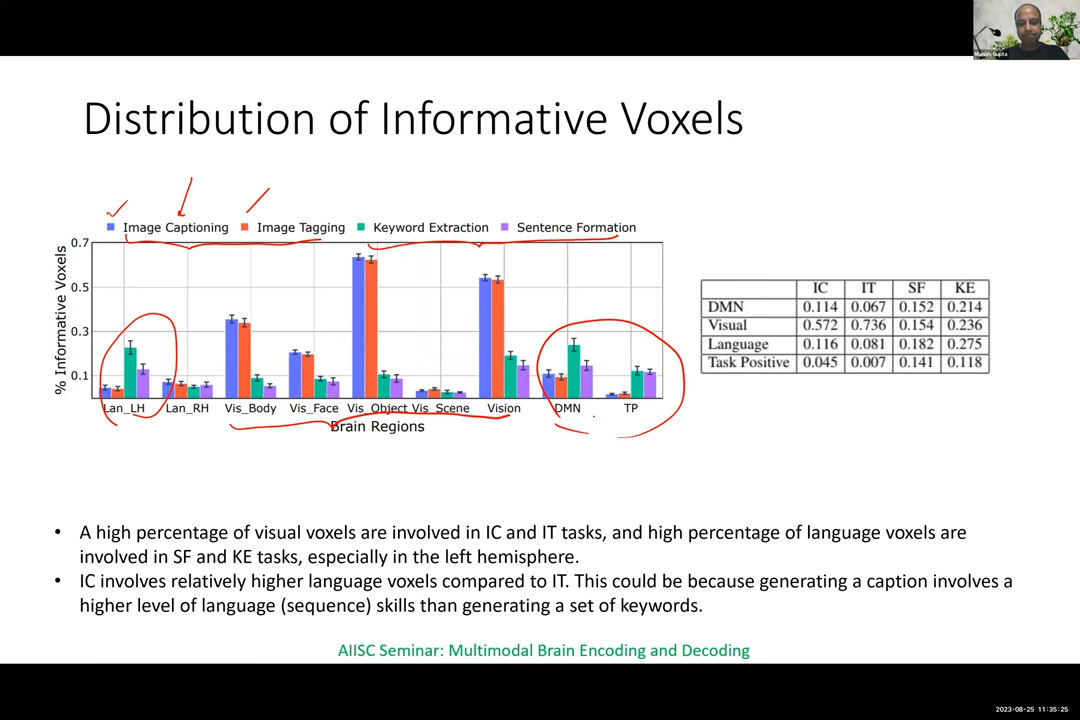 Manish Gupta
Distribution of Informative Voxels
Image Captioning Image Tagging Keyword Extraction Sentence Formation
% Informative Voxels
0.7
0.5
0.3
0.1
Lan_LH Lan_RH Vis_Body Vis_Face Vis_Object Vis_Scene Vision DMN TP
Brain Regions
IC IT SF KE
DMN 0.114 0.067 0.152 0.214
Visual 0.572 0.736 0.154 0.236
Language 0.116 0.081 0.182 0.275
Task Positive 0.045 0.007 0.141 0.118
• A high percentage of visual voxels are involved in IC and IT tasks, and high percentage of language voxels are
involved in SF and KE tasks, especially in the left hemisphere.
• IC involves relatively higher language voxels compared to IT. This could be because generating a caption involves a
higher level of language (sequence) skills than generating a set of keywords.
AIISC Seminar: Multimodal Brain Encoding and Decoding
2023-08-25 11:35:25